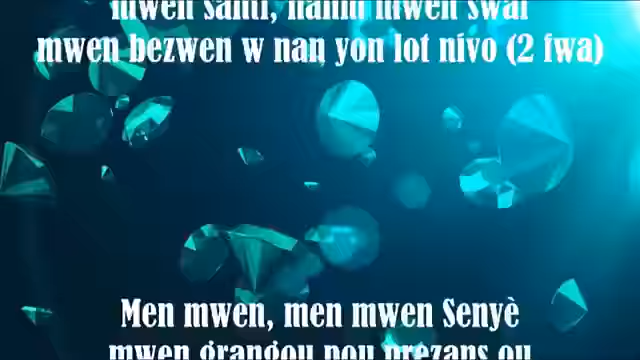 mwen santi, nanm mwen swaf
mwen bezwen w nan yon lot nivo (2 fwa)
Men mwen, men mwen Senyè
mwen grangou pou prezans ou